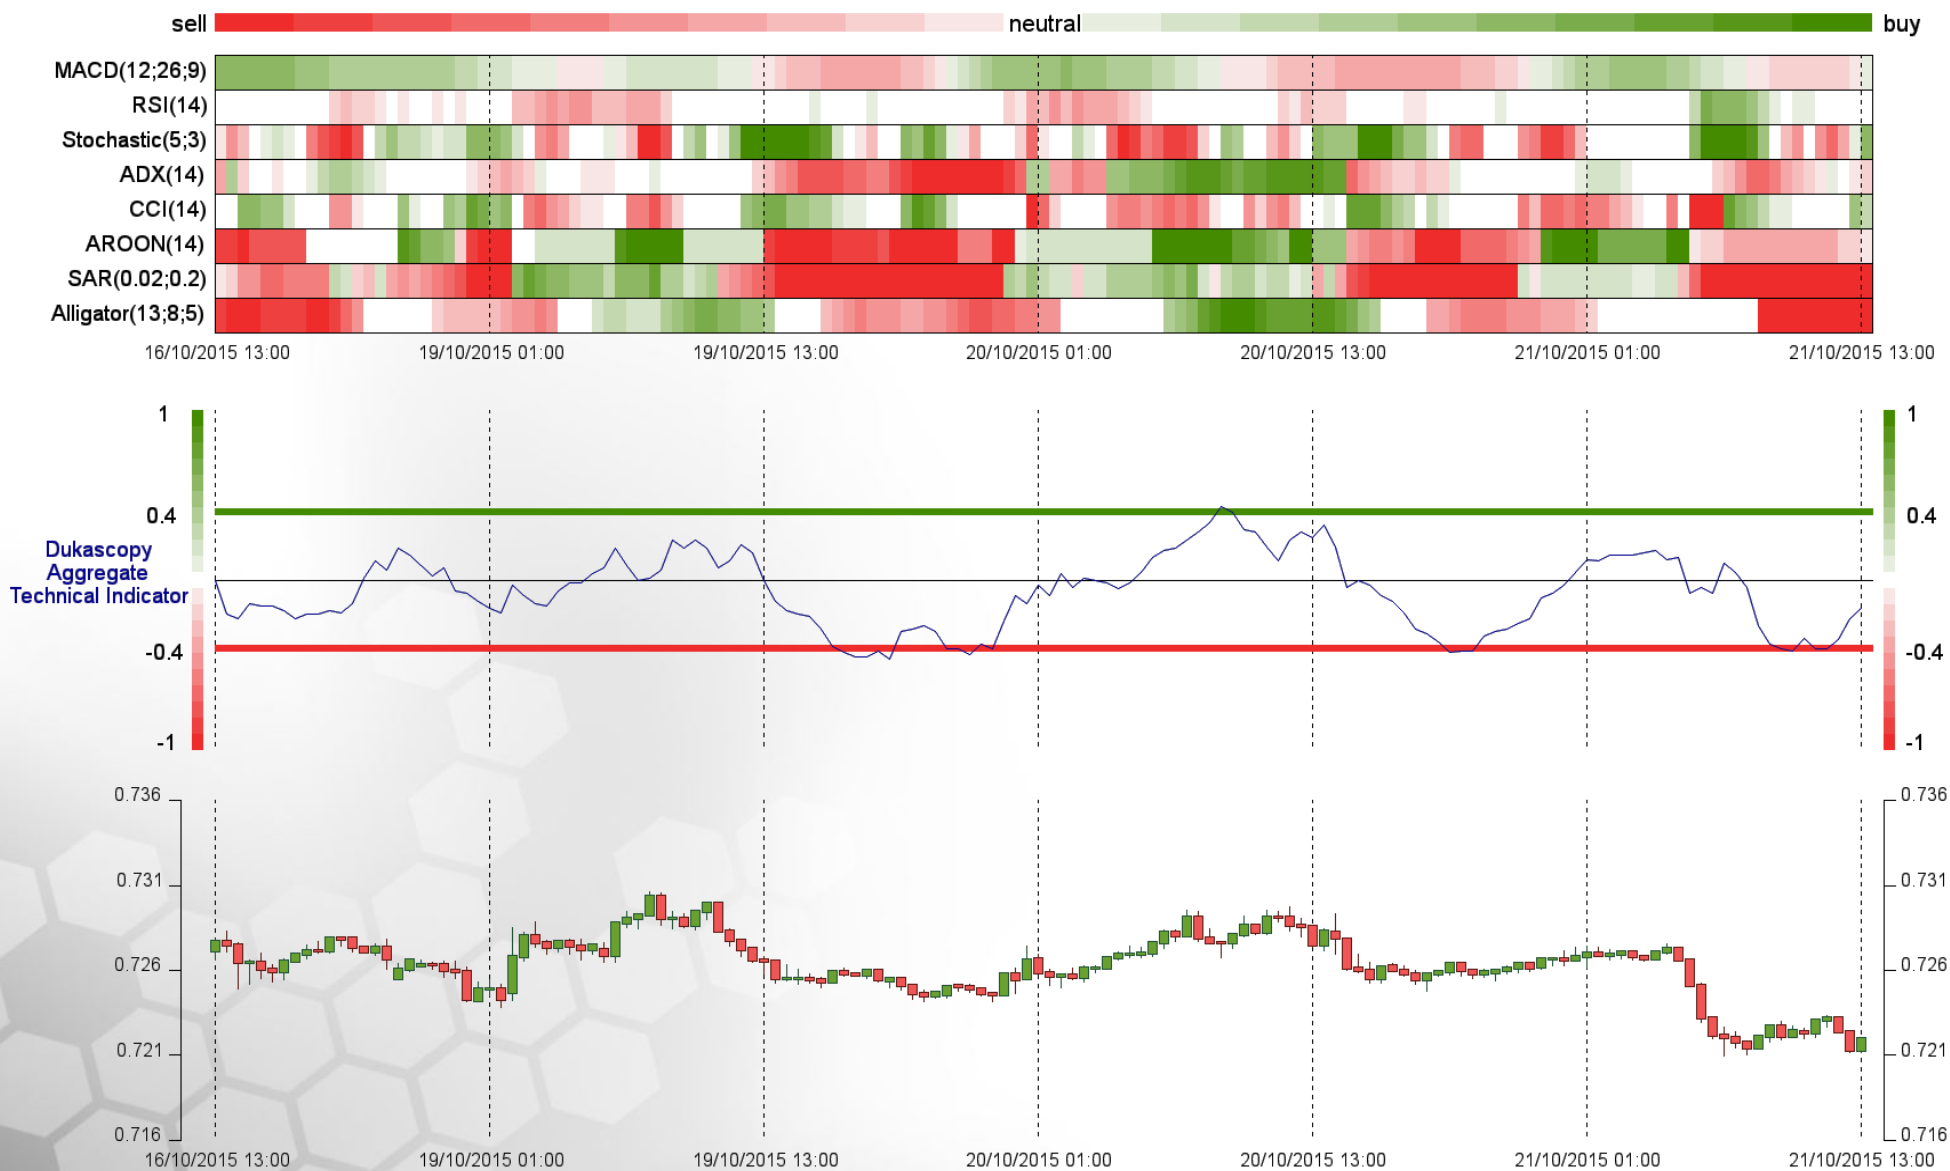 sell neutral buy
MACD(12;26;9)
RSI(14)
Stochastic(5;3)
ADX(14)
CCI(14)
AROON(14)
SAR(0.02;0.2)
Alligator(13;8;5)
16/10/2015 13:00 19/10/2015 01:00 19/10/2015 13:00 20/10/2015 01:00 20/10/2015 13:00 21/10/2015 01:00 21/10/2015 13:00
1 1
0.4 0.4
Dukascopy
Aggregate
Technical Indicator
-0.4 -0.4
-1 -1
0.736 0.736
0.731 0.731
0.726 0.726
0.721 0.721
0.716 0.716
16/10/2015 13:00 19/10/2015 01:00 19/10/2015 13:00 20/10/2015 01:00 20/10/2015 13:00 21/10/2015 01:00 21/10/2015 13:00